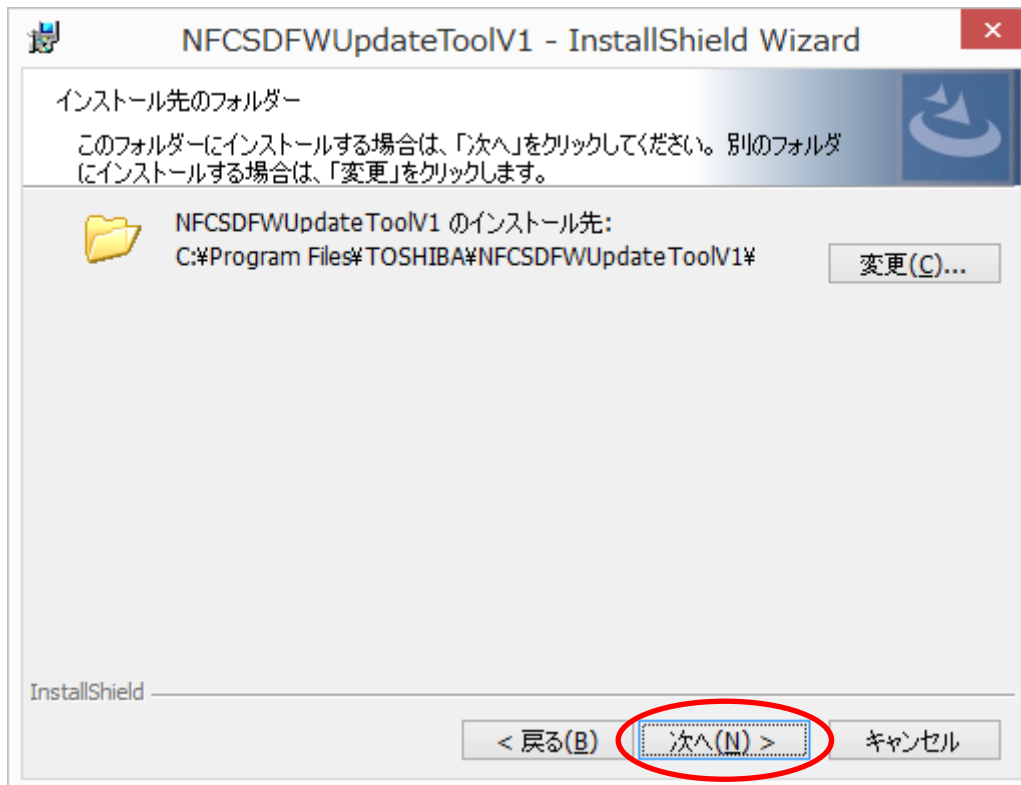 NFCSDFWUpdateToolV1 - InstallShield Wizard
インストール先のフォルダー
このフォルダーにインストールする場合は、「次へ」をクリックしてください。別のフォルダ
にインストールする場合は、「変更」をクリックします。
NFCSDFWUpdateToolV1 のインストール先:
C:¥Program Files¥TOSHIBA¥NFCSDFWUpdateToolV1¥
変更(C)...
InstallShield
< 戻る(B)
次へ(N) >
キャンセル